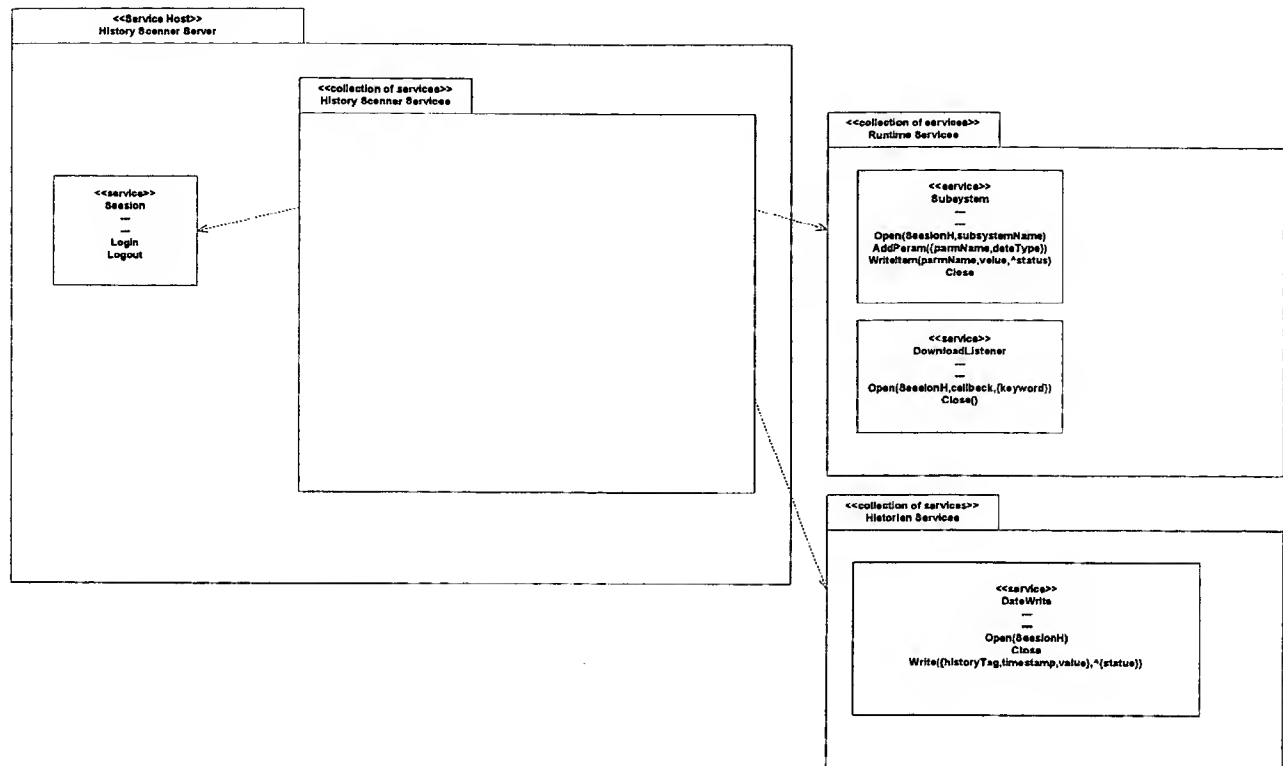 <<Service Host>>
History Scanner Server
<<collection of services>>
History Scanner Services
<<service>>
Session
---
---
Login
Logout
<<collection of services>>
Runtime Services
<<service>>
Subsystem
---
---
Open(SessionH,subsystemName)
AddParam({parmName,dataType})
WriteItem(parmName,value,^status)
Close
<<service>>
DownloadListener
---
---
Open(SessionH,callback,{keyword})
Close()
<<collection of services>>
Historian Services
<<service>>
DataWrite
---
---
Open(SessionH)
Close
Write({historyTag,timestamp,value},^{status})